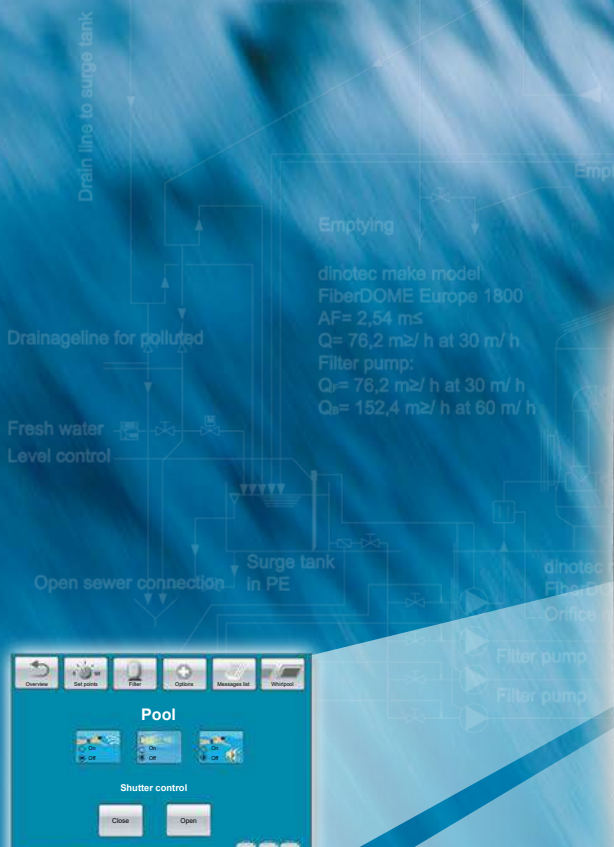 Drain line to surge tank
Emptying
dinotec make model
FiberDOME Europe 1800
AF= 2,54 m≤
Q= 76,2 m≥/ h at 30 m/ h
Filter pump:
QF= 76,2 m≥/ h at 30 m/ h
QS= 152,4 m≥/ h at 60 m/ h
Drainageline for polluted
Fresh water
Level control
Surge tank
in PE
Open sewer connection
dinotec
Orifice
Filter pump
Filter pump
Overview
Set points
Filter
Options
Messages list
Whirlpool
Pool
On
Off
On
Off
On
Off
Shutter control
Close
Open